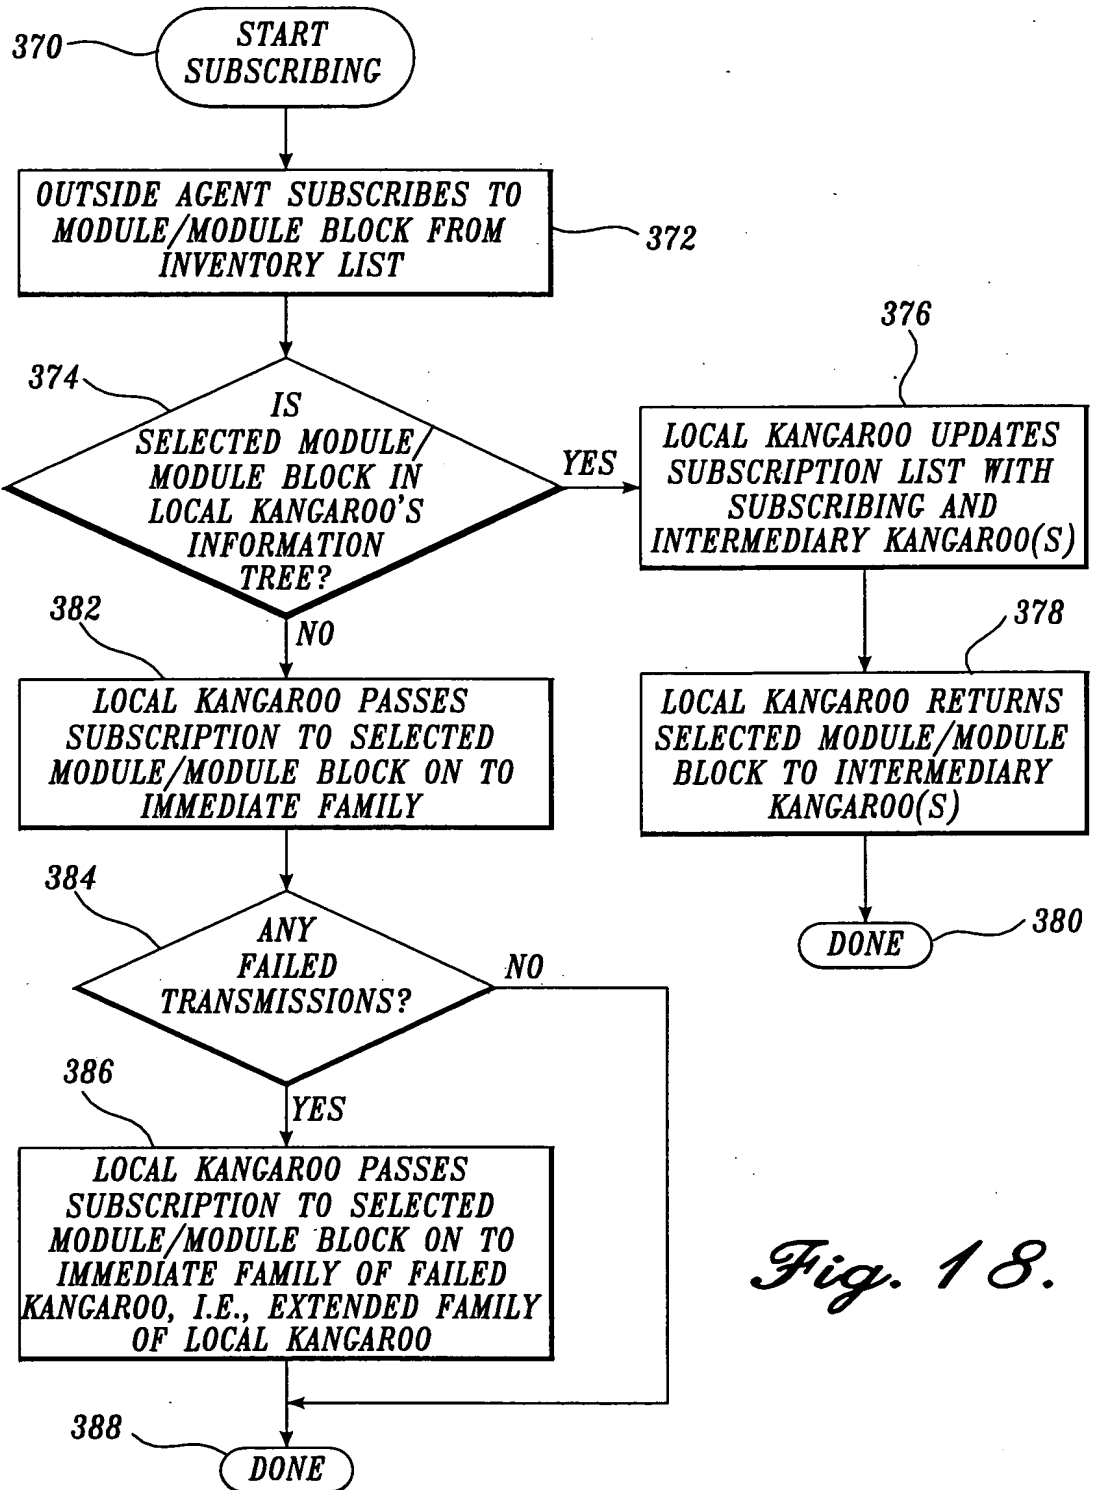 370
START
SUBSCRIBING
OUTSIDE AGENT SUBSCRIBES TO
MODULE/MODULE BLOCK FROM
INVENTORY LIST
372
374
IS
SELECTED MODULE/
MODULE BLOCK IN
LOCAL KANGAROO'S
INFORMATION
TREE?
YES
376
LOCAL KANGAROO UPDATES
SUBSCRIPTION LIST WITH
SUBSCRIBING AND
INTERMEDIARY KANGAROO(S)
378
LOCAL KANGAROO RETURNS
SELECTED MODULE/MODULE
BLOCK TO INTERMEDIARY
KANGAROO(S)
DONE
380
NO
382
LOCAL KANGAROO PASSES
SUBSCRIPTION TO SELECTED
MODULE/MODULE BLOCK ON TO
IMMEDIATE FAMILY
384
ANY
FAILED
TRANSMISSIONS?
NO
YES
386
LOCAL KANGAROO PASSES
SUBSCRIPTION TO SELECTED
MODULE/MODULE BLOCK ON TO
IMMEDIATE FAMILY OF FAILED
KANGAROO, I.E., EXTENDED FAMILY
OF LOCAL KANGAROO
388
DONE
Fig. 18.